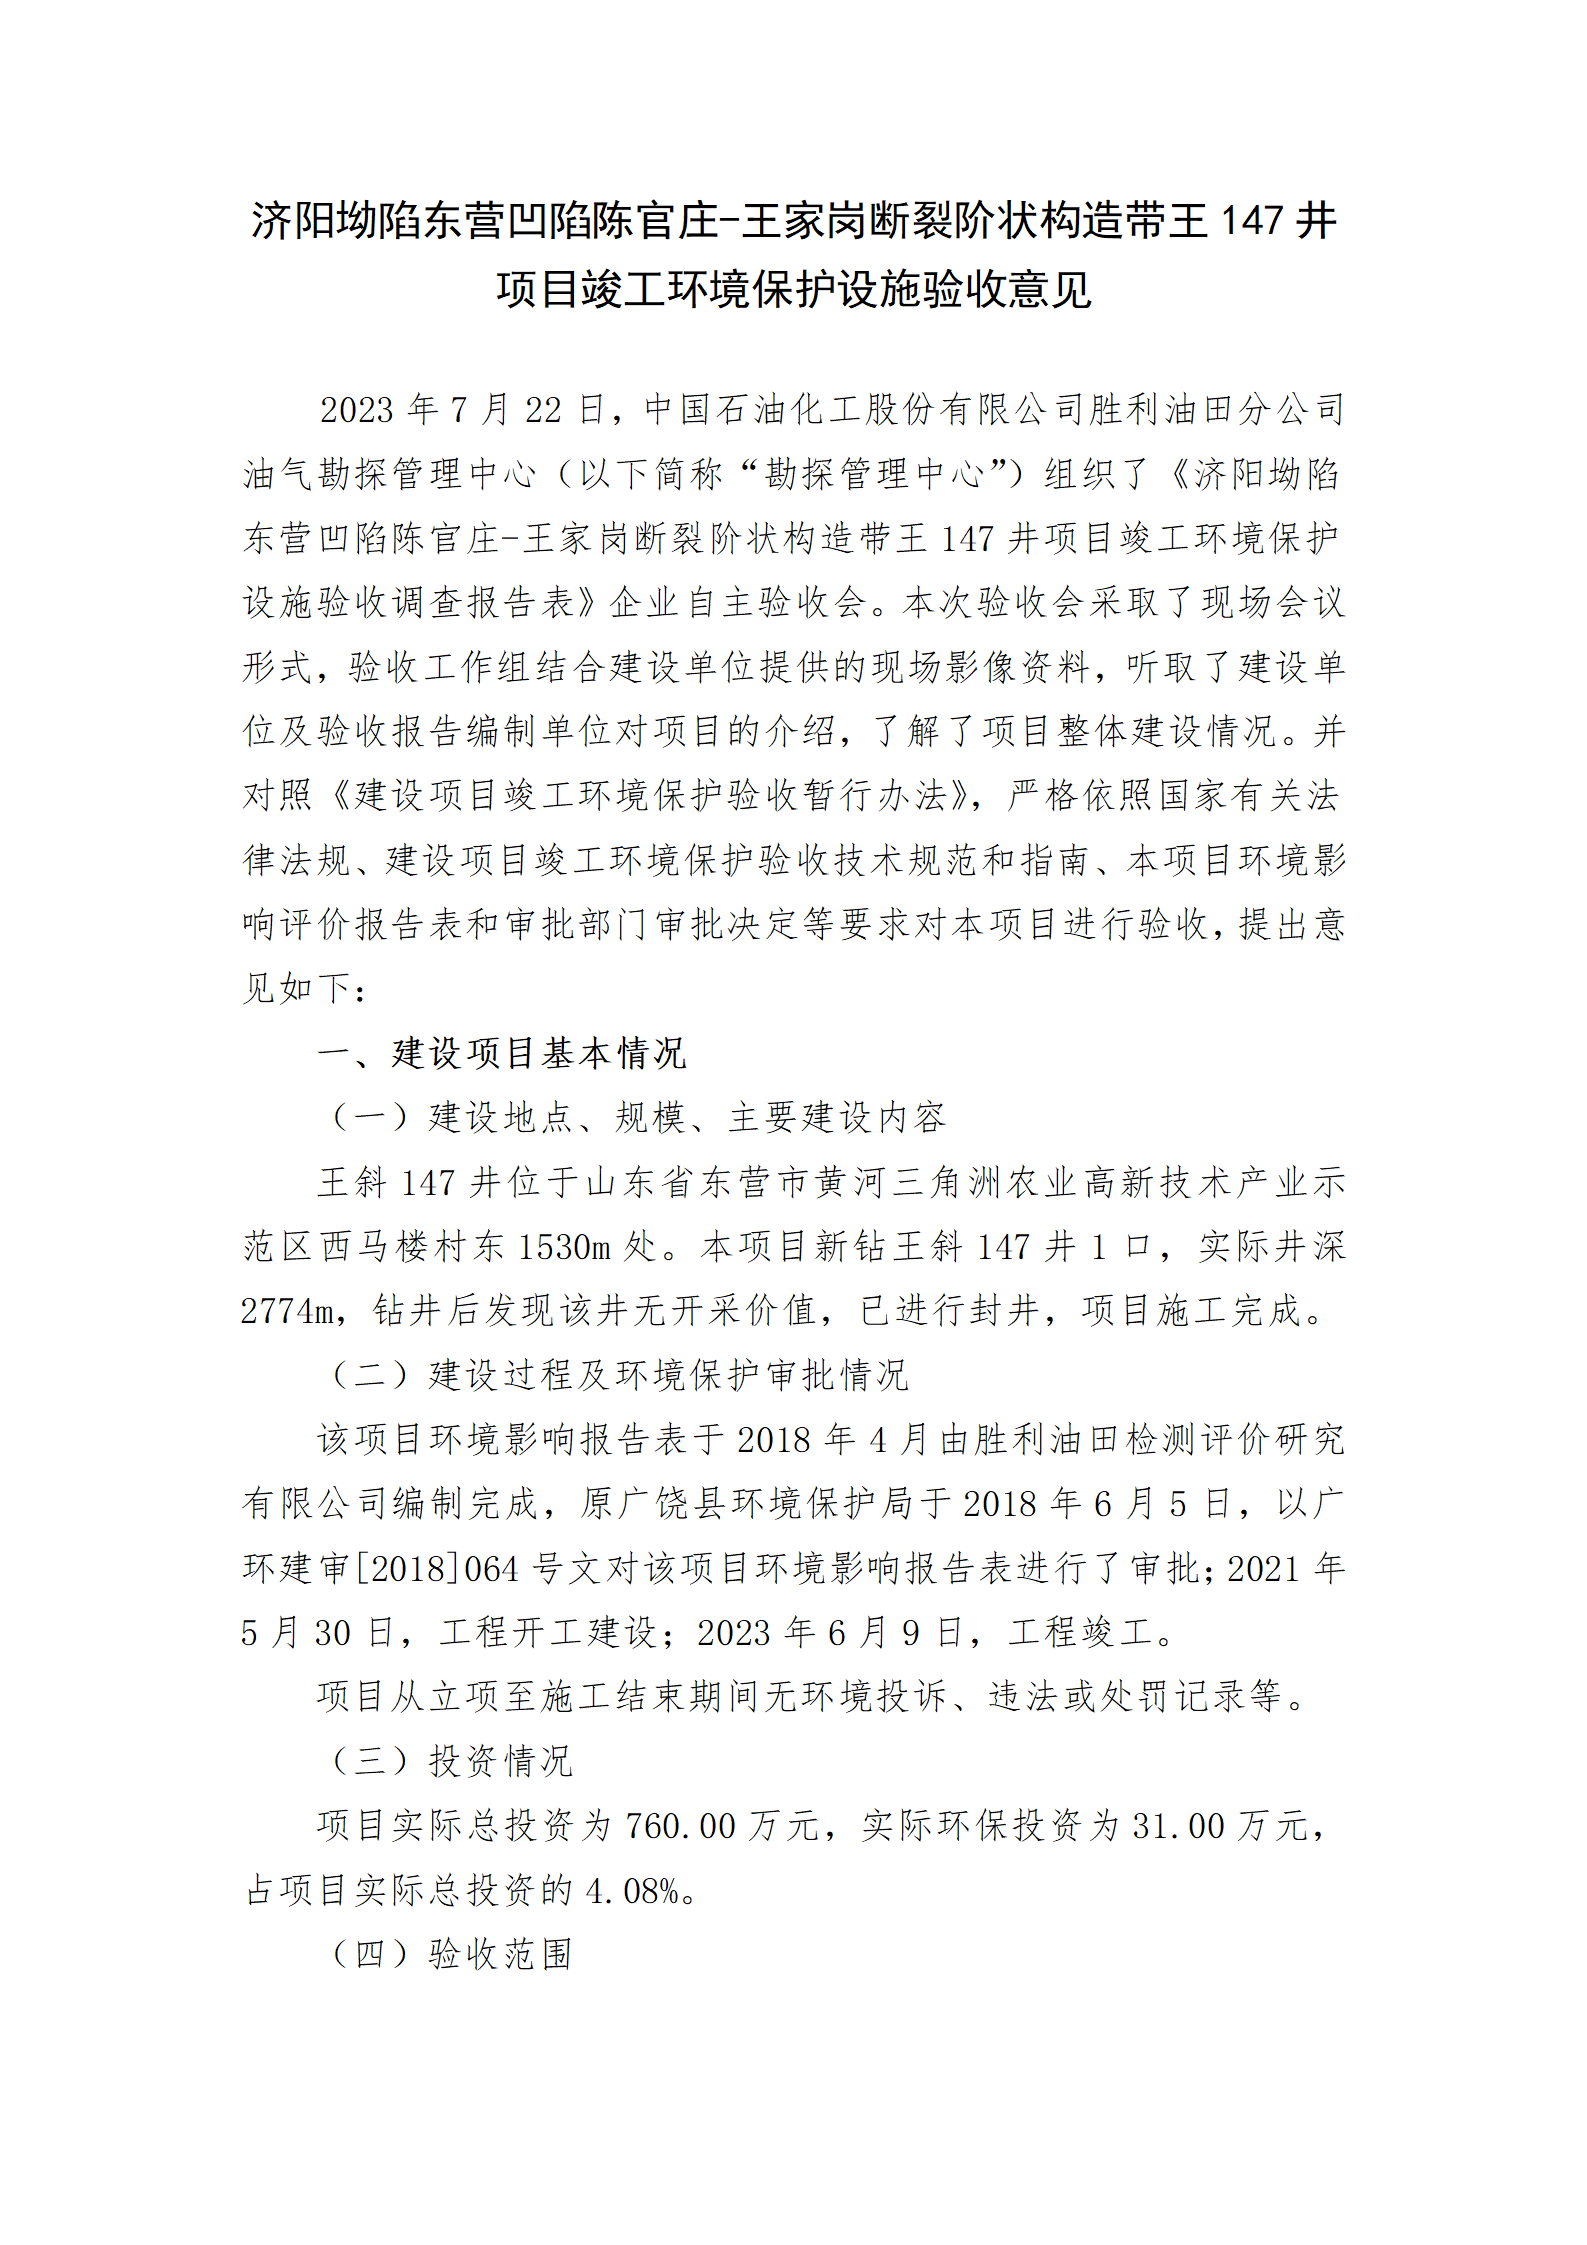 济阳坳陷东营凹陷陈官庄-王家岗断裂阶状构造带王 147 井
项目竣工环境保护设施验收意见
2023 年 7 月 22 日，中国石油化工股份有限公司胜利油田分公司
油气勘探管理中心（以下简称“勘探管理中心”）组织了《济阳坳陷
东营凹陷陈官庄-王家岗断裂阶状构造带王 147 井项目竣工环境保护
设施验收调查报告表》企业自主验收会。本次验收会采取了现场会议
形式，验收工作组结合建设单位提供的现场影像资料，听取了建设单
位及验收报告编制单位对项目的介绍，了解了项目整体建设情况。并
对照《建设项目竣工环境保护验收暂行办法》，严格依照国家有关法
律法规、建设项目竣工环境保护验收技术规范和指南、本项目环境影
响评价报告表和审批部门审批决定等要求对本项目进行验收，提出意
见如下：
一、建设项目基本情况
（一）建设地点、规模、主要建设内容
王斜 147 井位于山东省东营市黄河三角洲农业高新技术产业示
范区西马楼村东 1530m 处。本项目新钻王斜 147 井 1 口，实际井深
2774m，钻井后发现该井无开采价值，已进行封井，项目施工完成。
（二）建设过程及环境保护审批情况
该项目环境影响报告表于 2018 年 4 月由胜利油田检测评价研究
有限公司编制完成，原广饶县环境保护局于 2018 年 6 月 5 日，以广
环建审[2018]064 号文对该项目环境影响报告表进行了审批；2021 年
5 月 30 日，工程开工建设；2023 年 6 月 9 日，工程竣工。
项目从立项至施工结束期间无环境投诉、违法或处罚记录等。
（三）投资情况
项目实际总投资为 760.00 万元，实际环保投资为 31.00 万元，
占项目实际总投资的 4.08%。
（四）验收范围